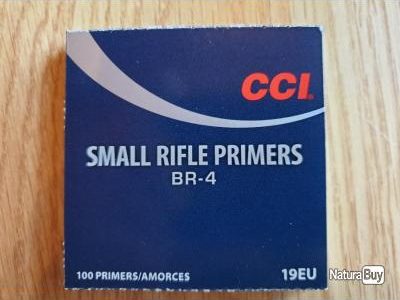 CCI
SMALL RIFLE PRIMERS
BR-4
100 PRIMERS/AMORCES 19EU
NaturaBuy